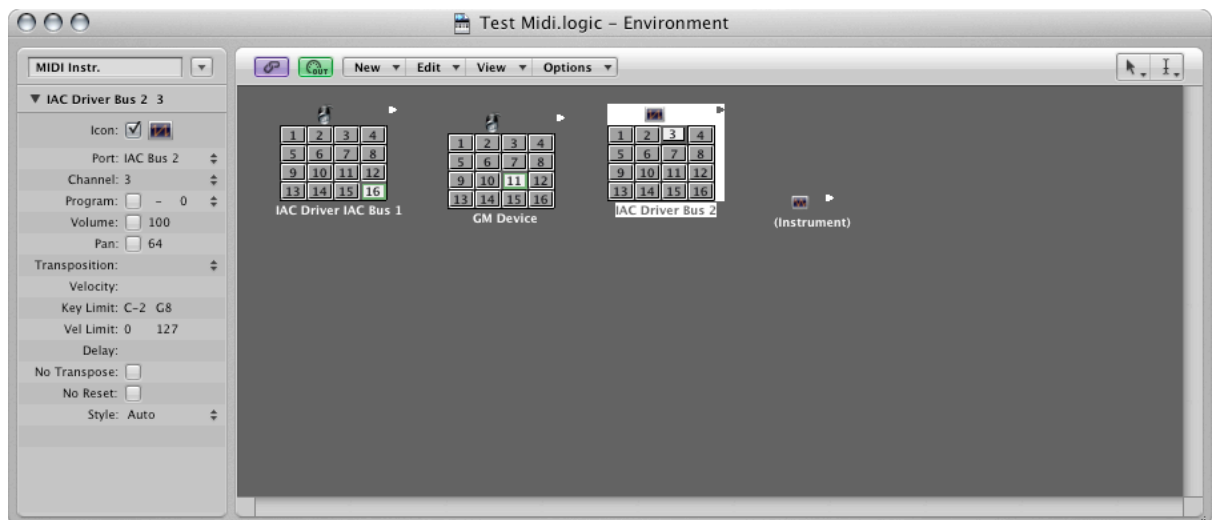 Test Midi.logic – Environment
MIDI Instr.
OUT New Edit View Options
IAC Driver Bus 2 3
Icon:
Port: IAC Bus 2
Channel: 3
Program: – 0
Volume: 100
Pan: 64
Transposition:
Velocity:
Key Limit: C-2 G8
Vel Limit: 0 127
Delay:
No Transpose:
No Reset:
Style: Auto
1 2 3 4
5 6 7 8
9 10 11 12
13 14 15 16
IAC Driver IAC Bus 1
1 2 3 4
5 6 7 8
9 10 11 12
13 14 15 16
GM Device
1 2 3 4
5 6 7 8
9 10 11 12
13 14 15 16
IAC Driver Bus 2
(Instrument)